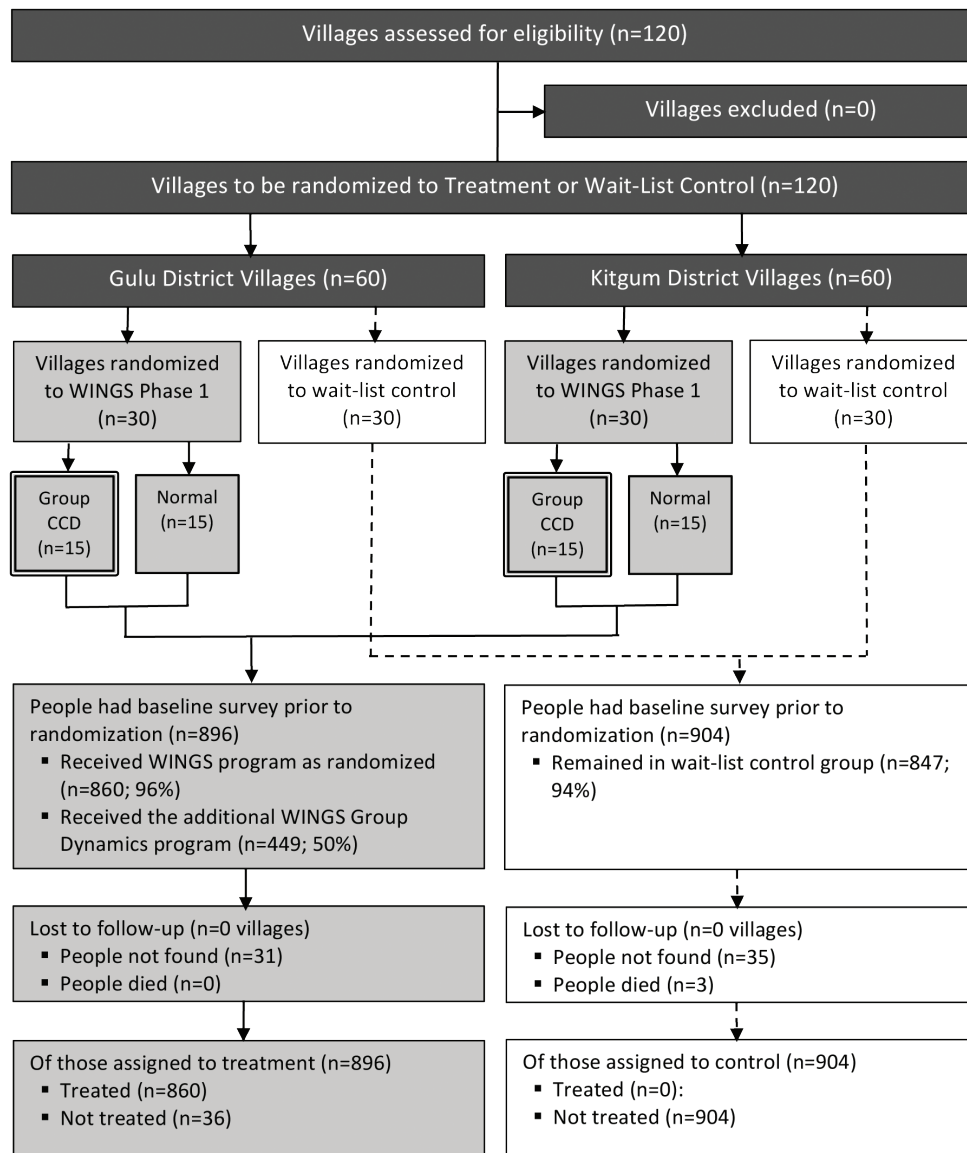 Villages assessed for eligibility (n=120)
Villages excluded (n=0)
Villages to be randomized to Treatment or Wait-List Control (n=120)
Gulu District Villages (n=60)
Kitgum District Villages (n=60)
Villages randomized
to WINGS Phase 1
(n=30)
Villages randomized
to wait-list control
(n=30)
Villages randomized
to WINGS Phase 1
(n=30)
Villages randomized
to wait-list control
(n=30)
Group
CCD
(n=15)
Normal
(n=15)
Group
CCD
(n=15)
Normal
(n=15)
People had baseline survey prior to
randomization (n=896)
▪ Received WINGS program as randomized
(n=860; 96%)
▪ Received the additional WINGS Group
Dynamics program (n=449; 50%)
People had baseline survey prior to
randomization (n=904)
▪ Remained in wait-list control group (n=847;
94%)
Lost to follow-up (n=0 villages)
▪ People not found (n=31)
▪ People died (n=0)
Lost to follow-up (n=0 villages)
▪ People not found (n=35)
▪ People died (n=3)
Of those assigned to treatment (n=896)
▪ Treated (n=860)
▪ Not treated (n=36)
Of those assigned to control (n=904)
▪ Treated (n=0):
▪ Not treated (n=904)